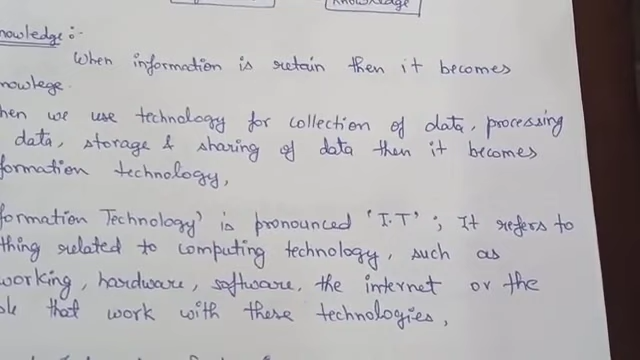 knowledge
nowledge :-
When information is retain then it becomes
nowlege.
hen we use technology for collection of data, processing
data, storage & sharing of data then it becomes
formation technology,
formation Technology' is pronounced 'I.T'; It refers to
thing related to computing technology, such as
working, hardware, software, the internet or the
ple that work with these technologies,